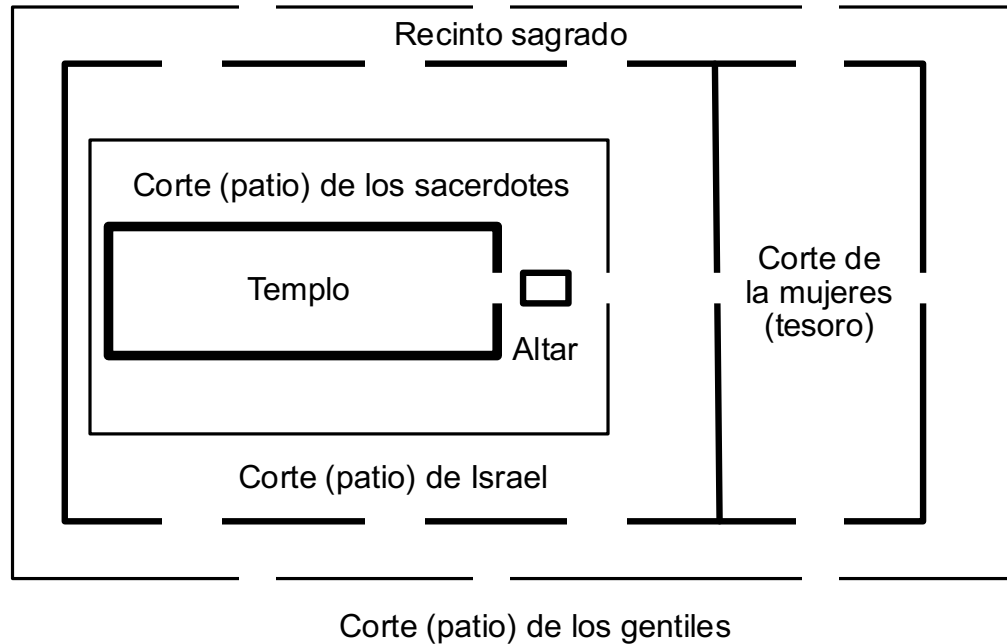 Recinto sagrado
Corte (patio) de los sacerdotes
Templo
Altar
Corte de
la mujeres
(tesoro)
Corte (patio) de Israel
Corte (patio) de los gentiles